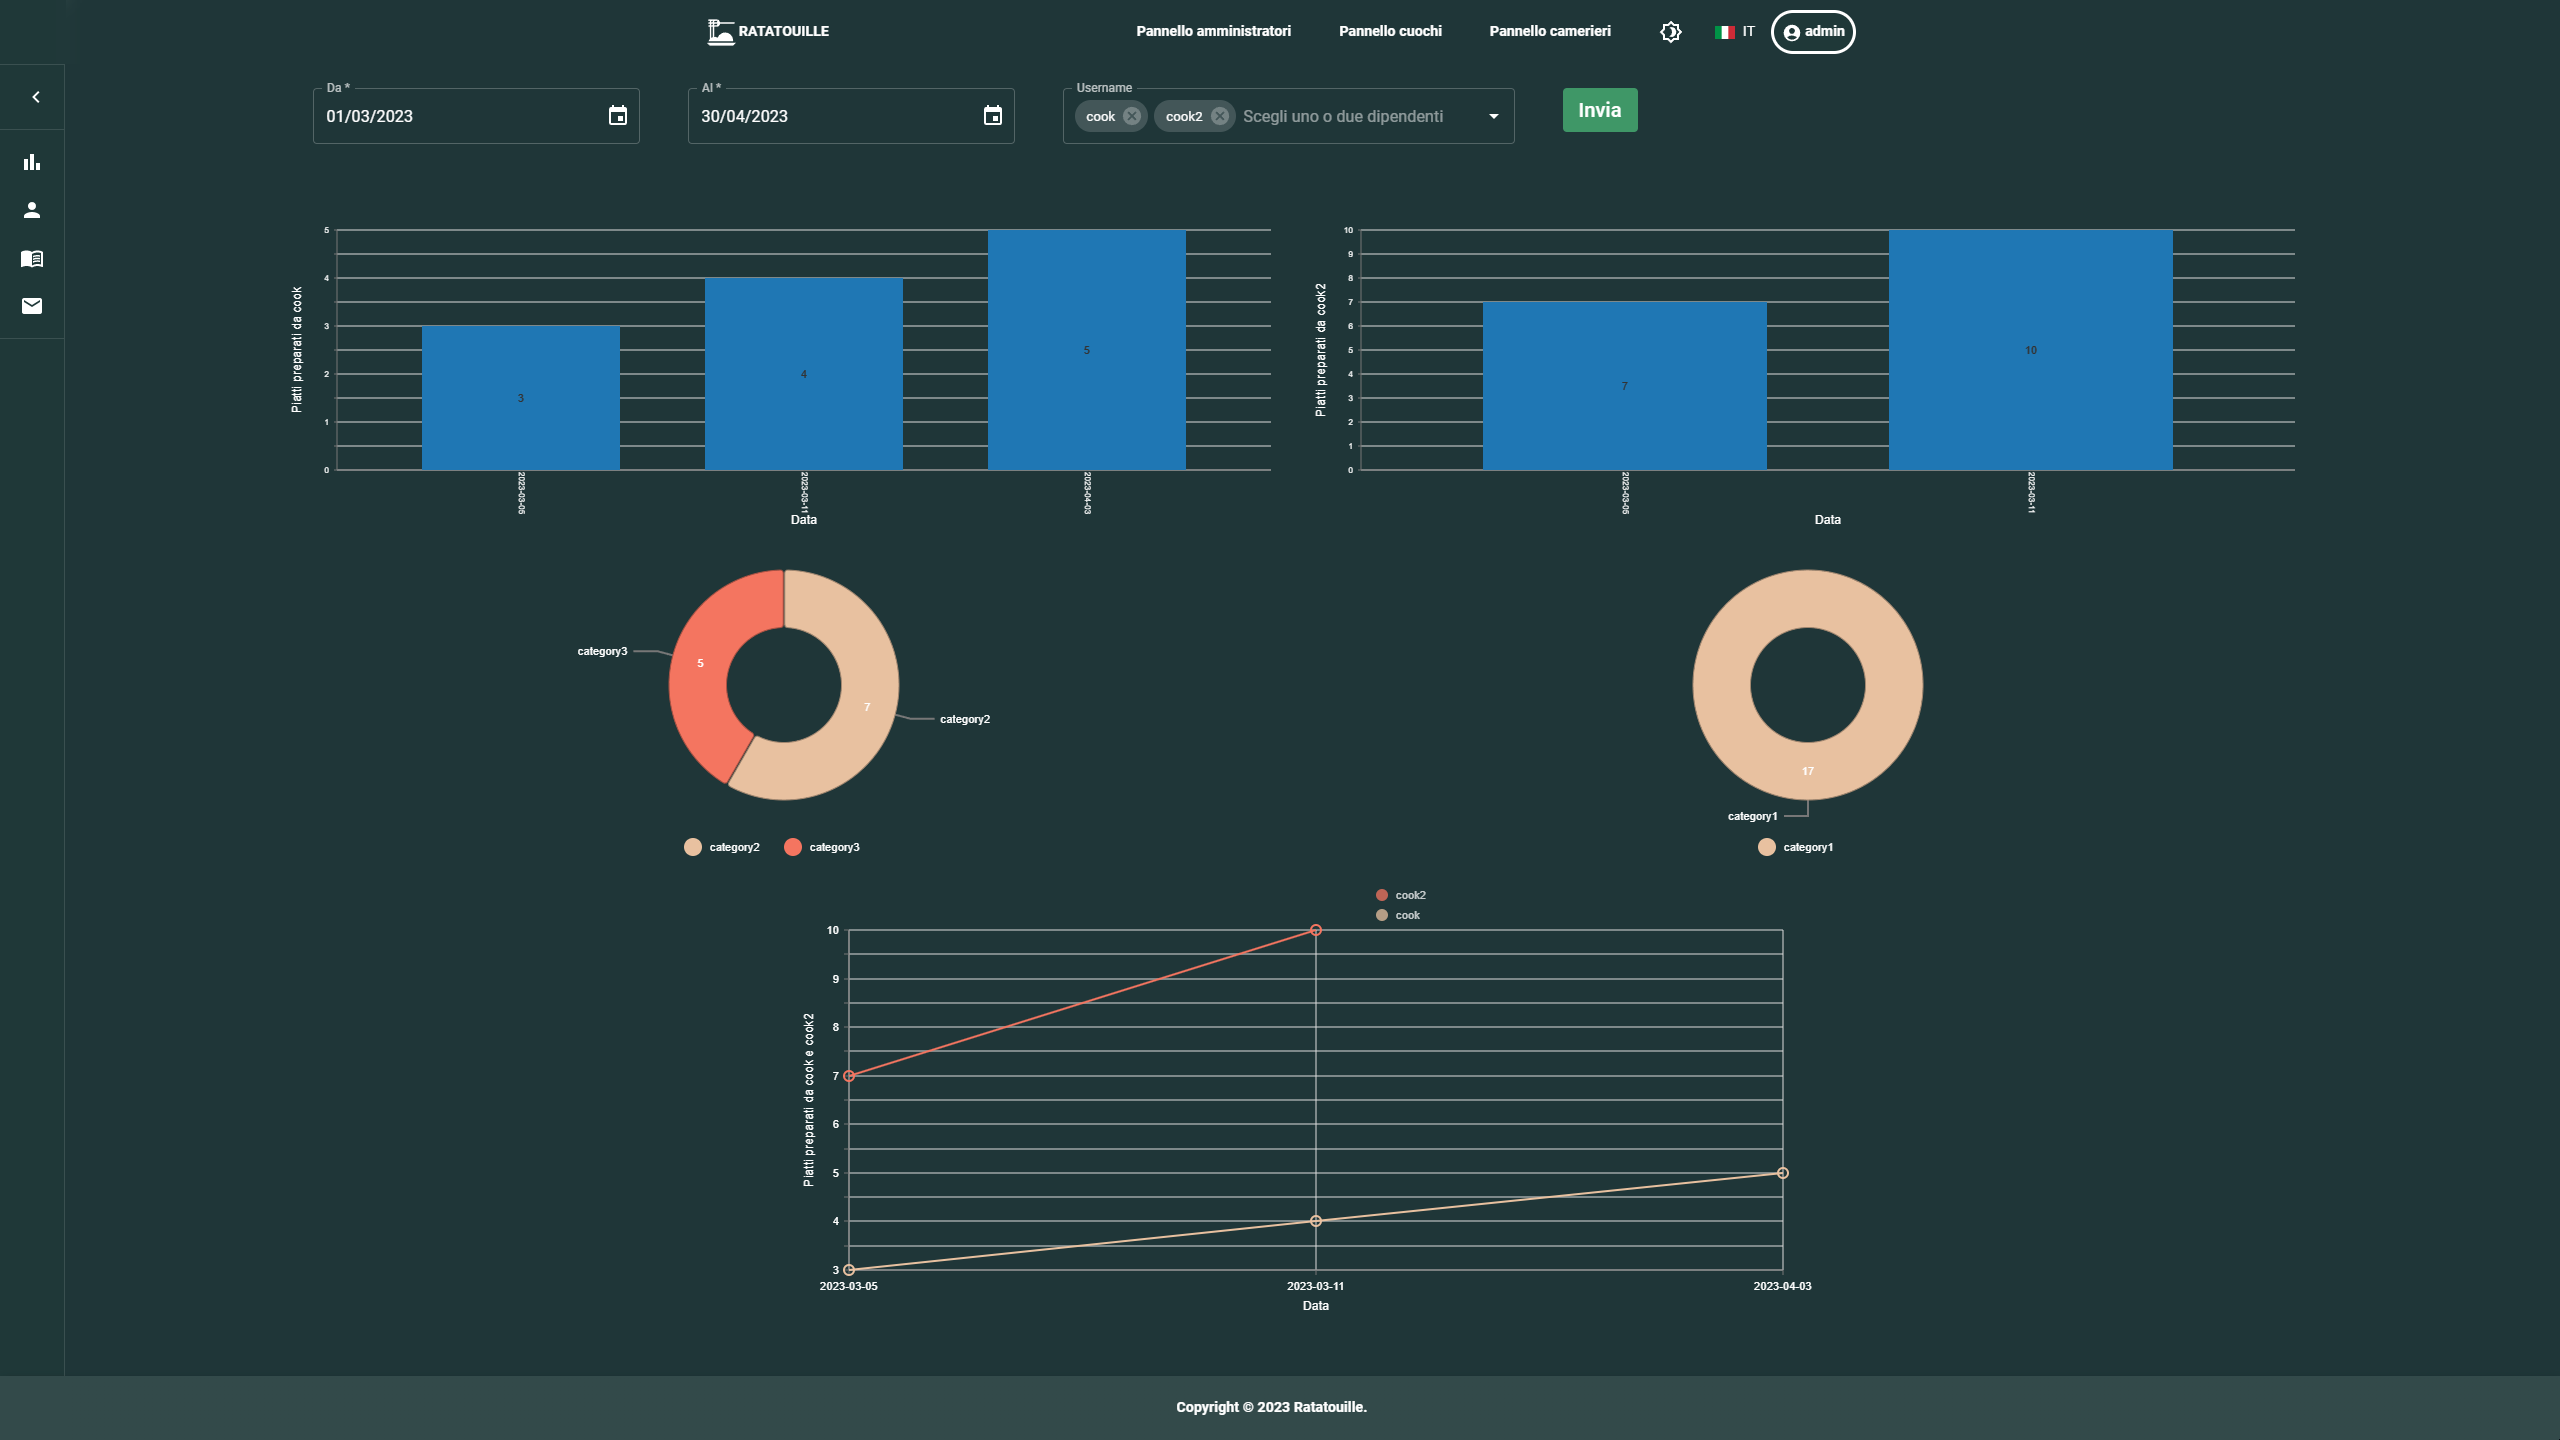 RATATOUILLE
Pannello amministratori
Pannello cuochi
Pannello camerieri
IT
admin
Da *
01/03/2023
Al *
30/04/2023
Username
cook
cook2
Scegli uno o due dipendenti
Invia
Piatti preparati da cook
5
4
3
2
1
0
3
4
5
2023-03-05
2023-03-11
2023-04-03
Data
Piatti preparati da cook2
10
9
8
7
6
5
4
3
2
1
0
7
10
2023-03-05
2023-03-11
Data
category3
5
7
category2
category2
category3
17
category1
category1
cook2
cook
Piatti preparati da cook e cook2
10
9
8
7
6
5
4
3
2023-03-05
2023-03-11
2023-04-03
Data
Copyright © 2023 Ratatouille.